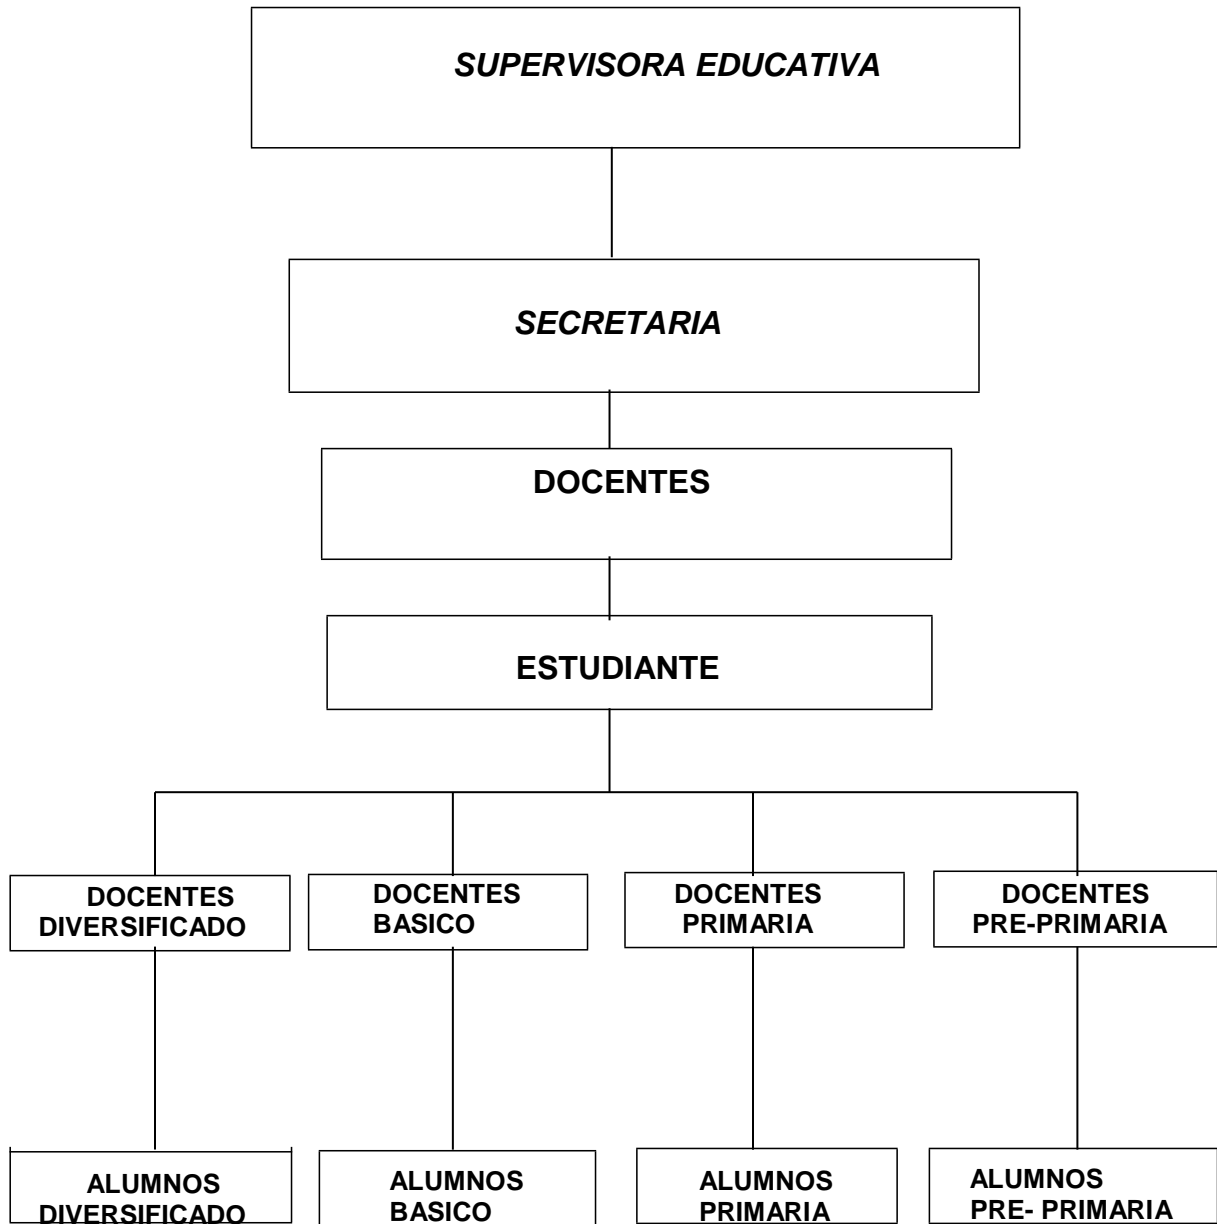 SUPERVISORA EDUCATIVA
SECRETARIA
DOCENTES
ESTUDIANTE
DOCENTES
DIVERSIFICADO
DOCENTES
BASICO
DOCENTES
PRIMARIA
DOCENTES
PRE-PRIMARIA
ALUMNOS
DIVERSIFICADO
ALUMNOS
BASICO
ALUMNOS
PRIMARIA
ALUMNOS
PRE- PRIMARIA